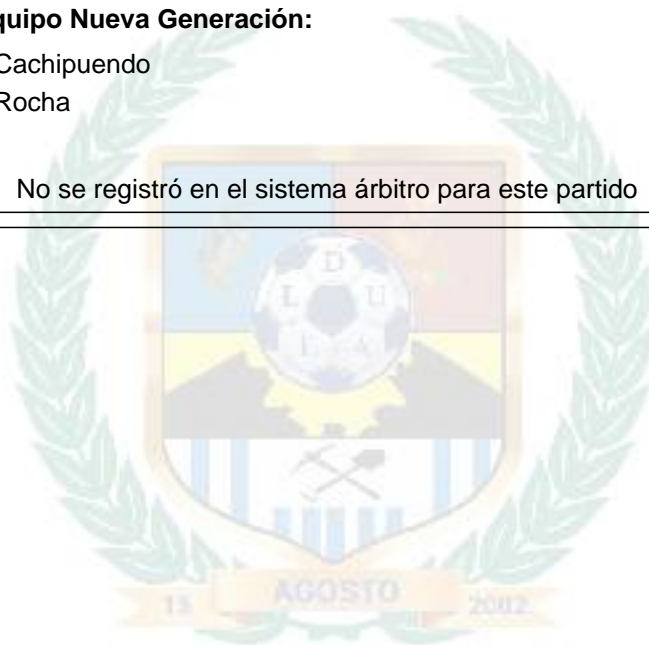 quipo Nueva Generación:
Cachipuendo
Rocha
No se registró en el sistema árbitro para este partido
D
L U
L A
15 AGOSTO 2002